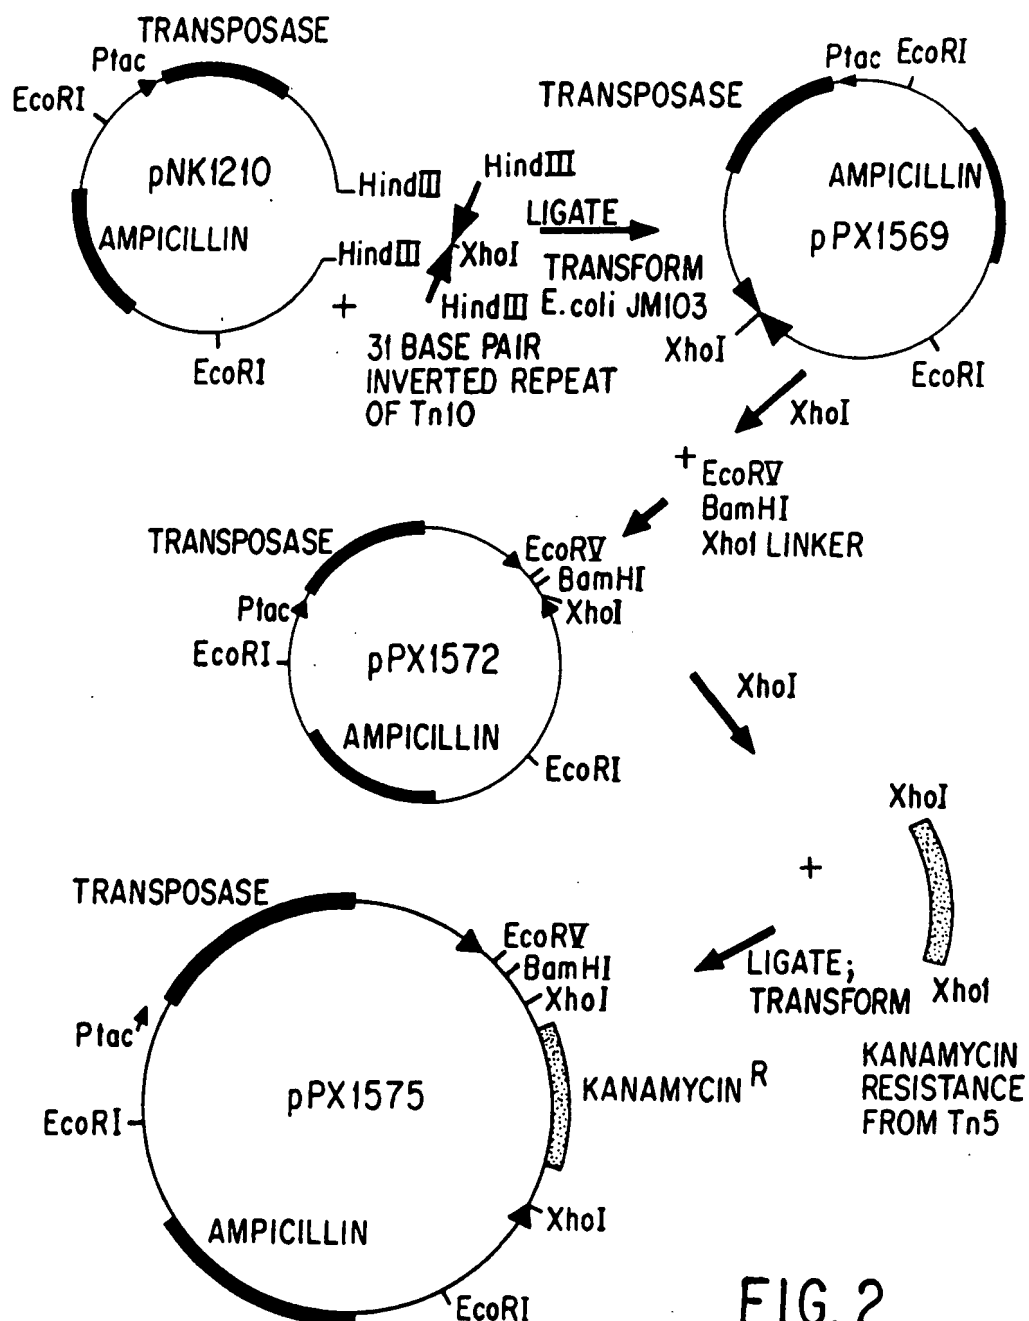 TRANSPOSASE
Ptac
EcoRI
pNK1210
HindIII
AMPICILLIN
HindIII
EcoRI
+
HindIII
XhoI
HindIII
31 BASE PAIR
INVERTED REPEAT
OF Tn10
LIGATE
TRANSFORM
E.coli JM103
Ptac EcoRI
TRANSPOSASE
AMPICILLIN
pPX1569
XhoI
EcoRI
XhoI
+ EcoRV
BamHI
Xho1 LINKER
TRANSPOSASE
EcoRV
BamHI
XhoI
Ptac
EcoRI
pPX1572
AMPICILLIN
EcoRI
XhoI
XhoI
+
Xho1
KANAMYCIN
RESISTANCE
FROM Tn5
LIGATE;
TRANSFORM
TRANSPOSASE
EcoRV
BamHI
XhoI
Ptac
EcoRI
pPX1575
KANAMYCIN R
XhoI
AMPICILLIN
EcoRI
FIG. 2